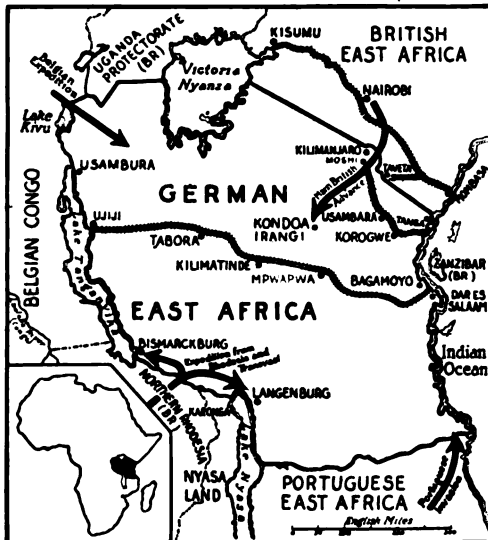 KISUMU
BRITISH
EAST AFRICA
UGANDA
PROTECTORATE
(BR)
Belgian
Expedition
Victoria
Nyanza
NAIROBI
Lake
Kivu
KILIMANJARO
MOSHI
TAVETA
MOMBASA
USAMBURA
GERMAN
Main British
Advance
BELGIAN CONGO
UJIJI
TABORA
KONDOA
IRANGI
USAMBARA
TANGA
KOROGWE
ZANZIBAR
(BR)
KILIMATINDE
MPWAPWA
BAGAMOYO
Lake Tanganyika
EAST AFRICA
DAR ES
SALAAM
BISMARCKBURG
Expedition from
Rhodesia and
Transvaal
Indian
Ocean
NORTHERN RHODESIA
(BR)
KARONGA
LANGENBURG
NYASA
LAND
Lake Nyasa
PORTUGUESE
EAST AFRICA
Portuguese
English Miles